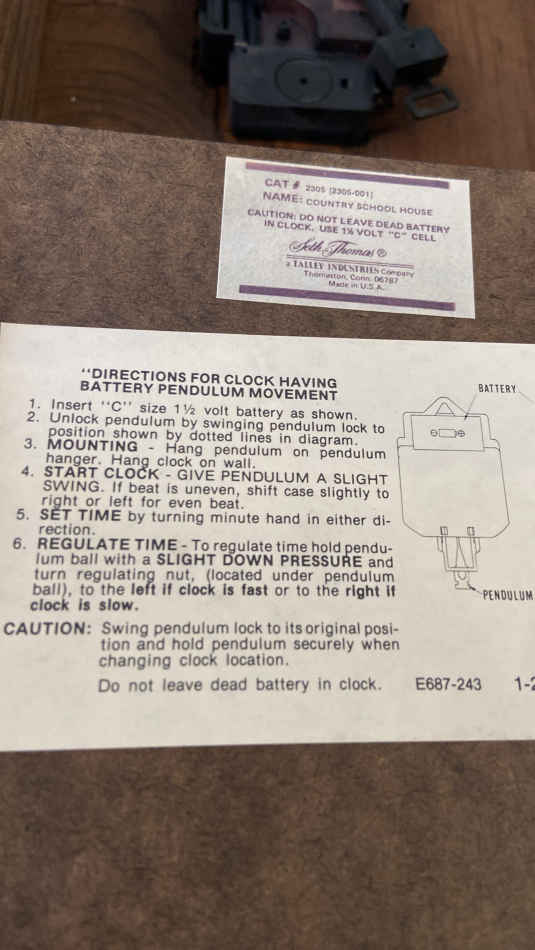 CAT # 2305 [2305-001]
NAME: COUNTRY SCHOOL HOUSE
CAUTION: DO NOT LEAVE DEAD BATTERY
IN CLOCK. USE 1½ VOLT "C" CELL
Seth Thomas ®
a TALLEY INDUSTRIES Company
Thomaston, Conn. 06787
Made in U.S.A.
"DIRECTIONS FOR CLOCK HAVING
BATTERY PENDULUM MOVEMENT
1. Insert "C" size 1½ volt battery as shown.
2. Unlock pendulum by swinging pendulum lock to
position shown by dotted lines in diagram.
3. MOUNTING - Hang pendulum on pendulum
hanger. Hang clock on wall.
4. START CLOCK - GIVE PENDULUM A SLIGHT
SWING. If beat is uneven, shift case slightly to
right or left for even beat.
5. SET TIME by turning minute hand in either di-
rection.
6. REGULATE TIME - To regulate time hold pendu-
lum ball with a SLIGHT DOWN PRESSURE and
turn regulating nut, (located under pendulum
ball), to the left if clock is fast or to the right if
clock is slow.
CAUTION: Swing pendulum lock to its original posi-
tion and hold pendulum securely when
changing clock location.
Do not leave dead battery in clock.
E687-243
BATTERY
PENDULUM